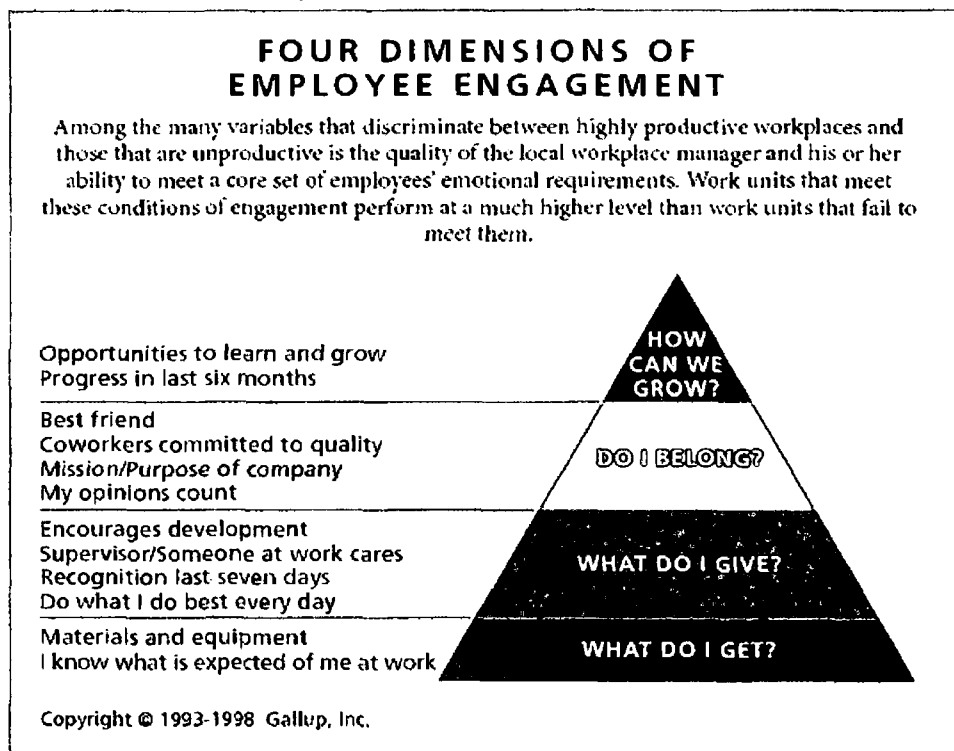 FOUR DIMENSIONS OF
EMPLOYEE ENGAGEMENT
Among the many variables that discriminate between highly productive workplaces and
those that are unproductive is the quality of the local workplace manager and his or her
ability to meet a core set of employees' emotional requirements. Work units that meet
these conditions of engagement perform at a much higher level than work units that fail to
meet them.
Opportunities to learn and grow
Progress in last six months
HOW
CAN WE
GROW?
Best friend
Coworkers committed to quality
Mission/Purpose of company
My opinions count
DO I BELONG?
Encourages development
Supervisor/Someone at work cares
Recognition last seven days
Do what I do best every day
WHAT DO I GIVE?
Materials and equipment
I know what is expected of me at work
WHAT DO I GET?
Copyright © 1993-1998 Gallup, Inc.